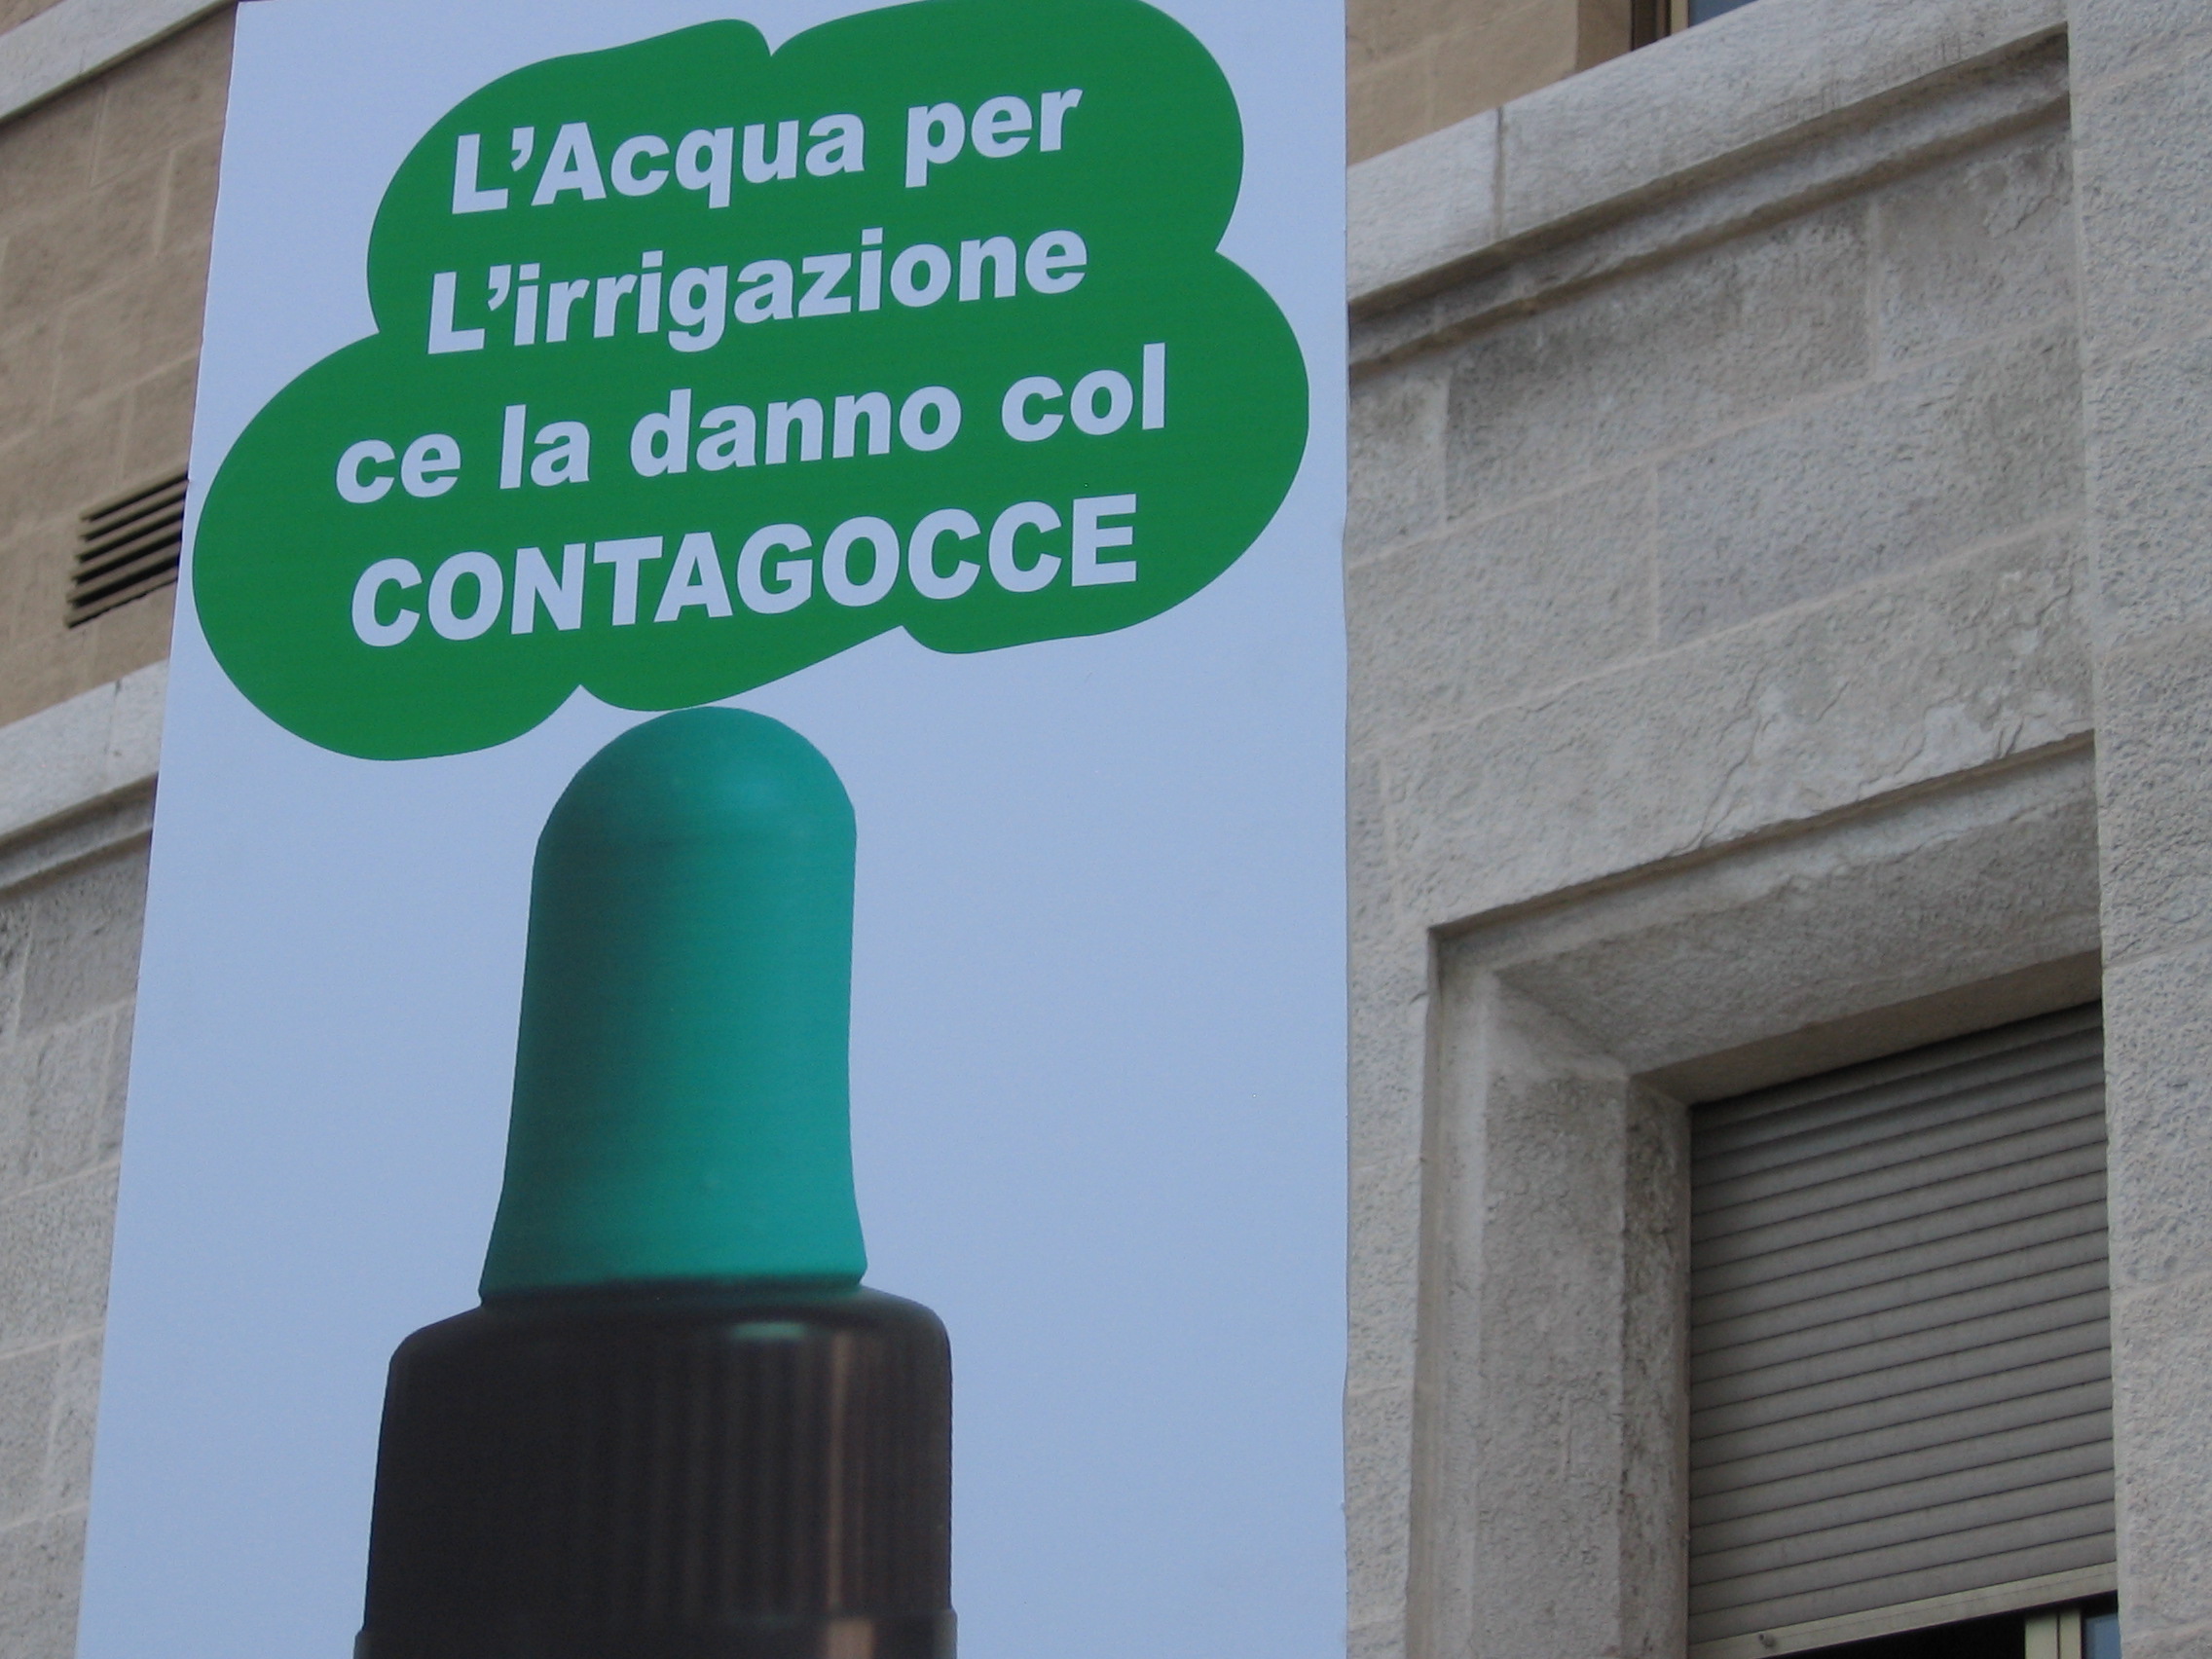 L’Acqua per
L’irrigazione
ce la danno col
CONTAGOCCE